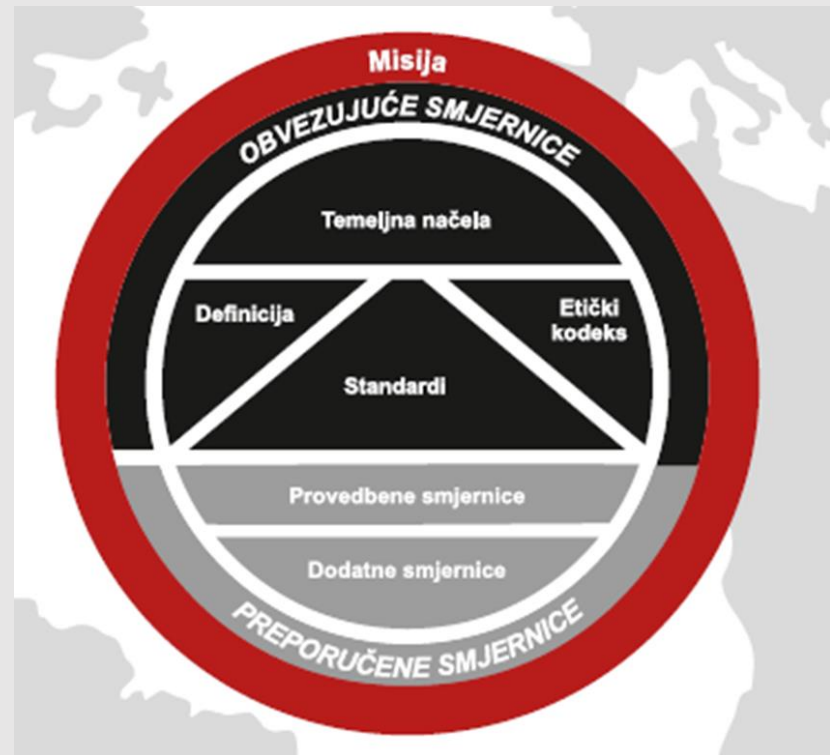 Misija
OBVEZUJUĆE SMJERNICE
Temeljna načela
Definicija
Etički
kodeks
Standardi
Provedbene smjernice
Dodatne smjernice
PREPORUČENE SMJERNICE